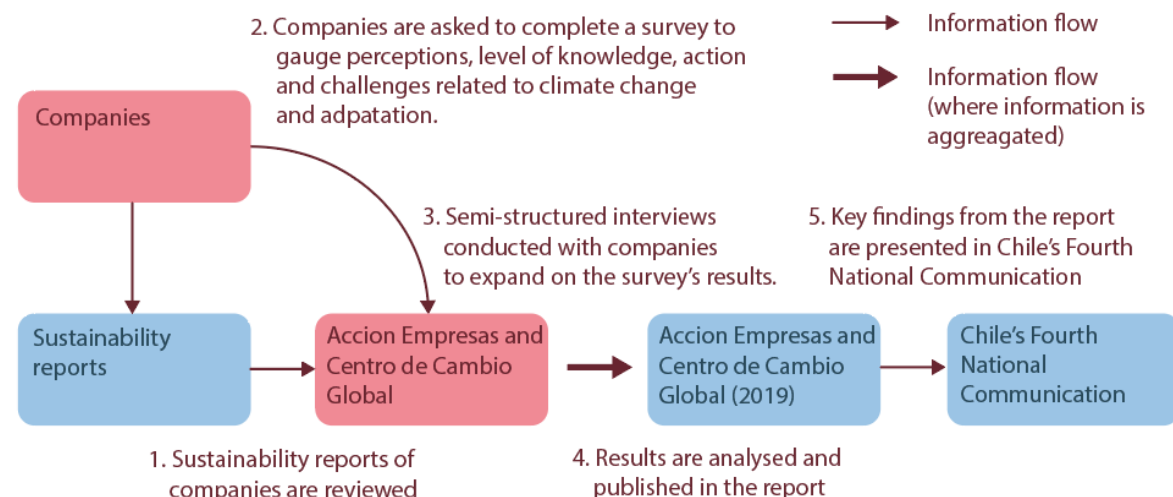 2. Companies are asked to complete a survey to
gauge perceptions, level of knowledge, action
and challenges related to climate change
and adpatation.
Information flow
Information flow
(where information is
aggreagated)
Companies
3. Semi-structured interviews
conducted with companies
to expand on the survey's results.
5. Key findings from the report
are presented in Chile's Fourth
National Communication
Sustainability
reports
Accion Empresas and
Centro de Cambio
Global
Accion Empresas and
Centro de Cambio
Global (2019)
Chile's Fourth
National
Communication
1. Sustainability reports of
companies are reviewed
4. Results are analysed and
published in the report